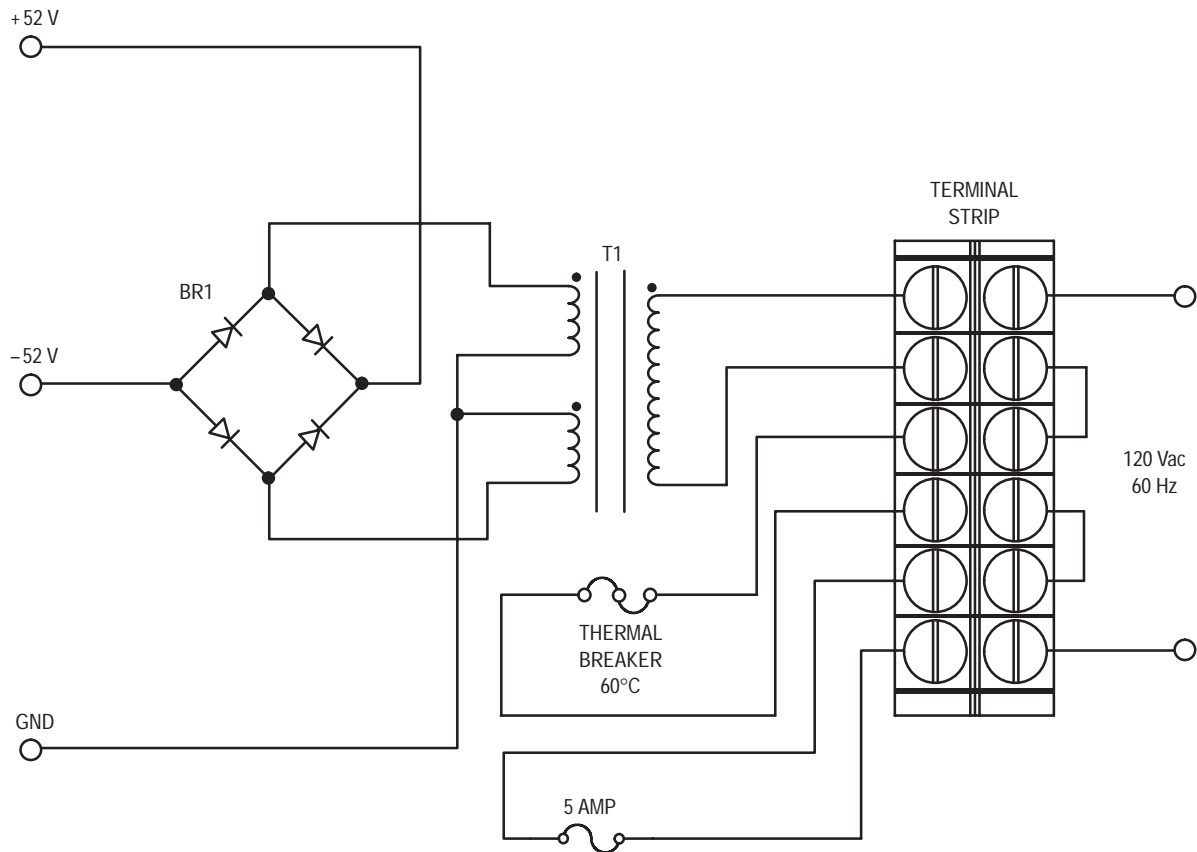 + 52 V
TERMINAL
STRIP
T1
BR1
– 52 V
120 Vac
60 Hz
THERMAL
BREAKER
60°C
GND
5 AMP